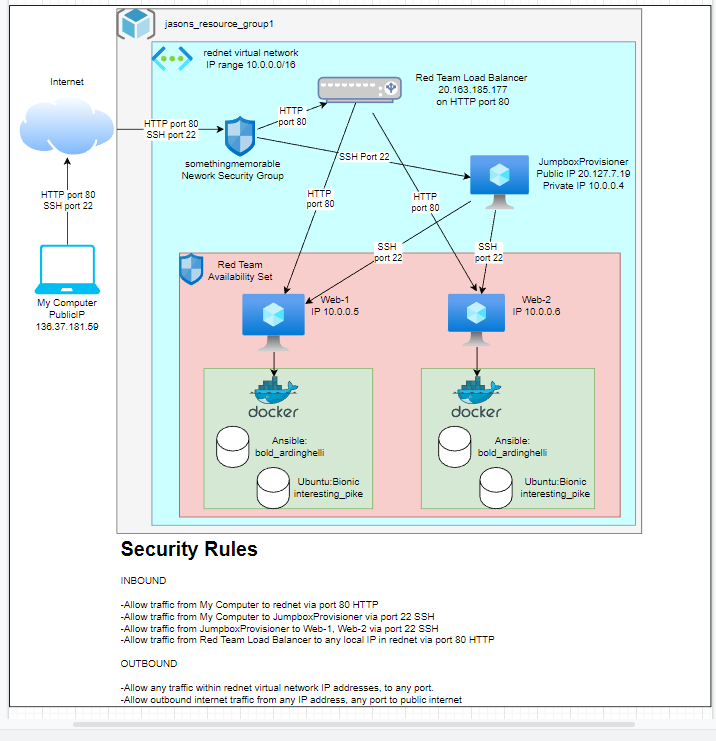 jasons_resource_group1
rednet virtual network
IP range 10.0.0.0/16
Internet
Red Team Load Balancer
20.163.185.177
on HTTP port 80
HTTP
port 80
HTTP port 80
SSH port 22
SSH Port 22
somethingmemorable
Nework Security Group
JumpboxProvisioner
Public IP 20.127.7.19
Private IP 10.0.0.4
HTTP port 80
SSH port 22
HTTP
port 80
HTTP
port 80
SSH
port 22
SSH
port 22
Red Team
Availability Set
My Computer
PublicIP
136.37.181.59
Web-1
IP 10.0.0.5
Web-2
IP 10.0.0.6
docker
docker
Ansible:
bold_ardinghelli
Ubuntu:Bionic
interesting_pike
Ansible:
bold_ardinghelli
Ubuntu:Bionic
interesting_pike
Security Rules
INBOUND
-Allow traffic from My Computer to rednet via port 80 HTTP
-Allow traffic from My Computer to JumpboxProvisioner via port 22 SSH
-Allow traffic from JumpboxProvisioner to Web-1, Web-2 via port 22 SSH
-Allow traffic from Red Team Load Balancer to any local IP in rednet via port 80 HTTP
OUTBOUND
-Allow any traffic within rednet virtual network IP addresses, to any port.
-Allow outbound internet traffic from any IP address, any port to public internet